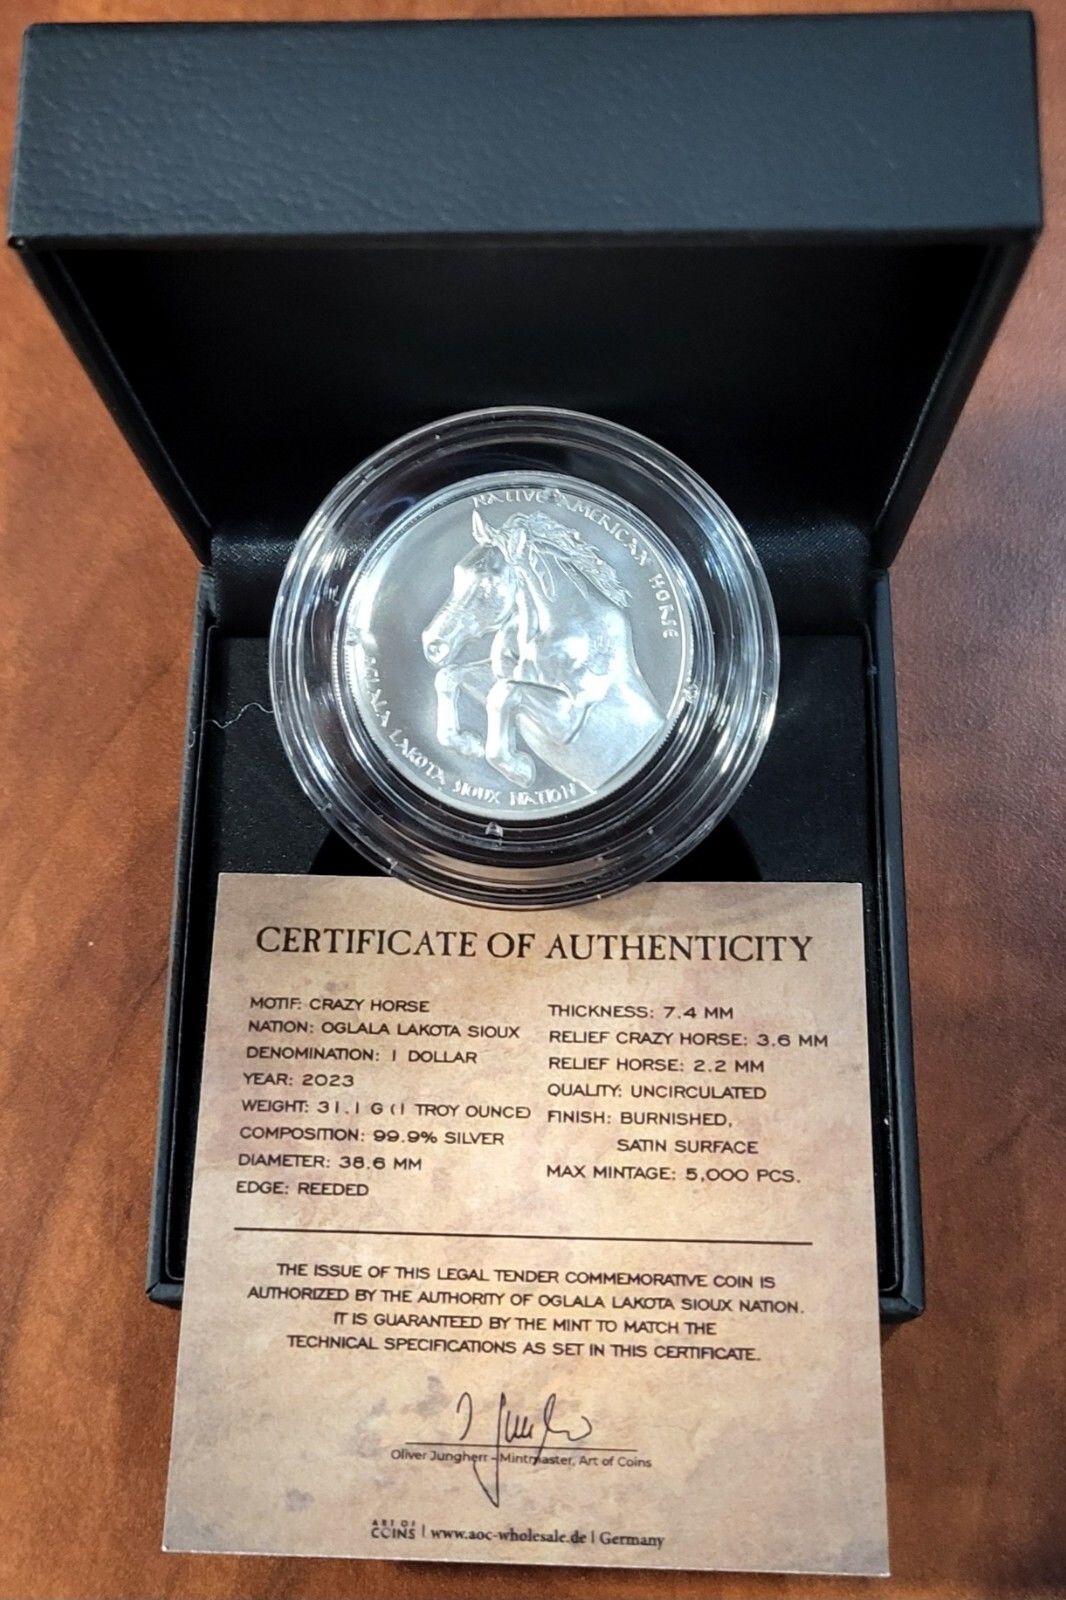 NATIVE AMERICAN HORSE
OGLALA LAKOTA SIOUX NATION
CERTIFICATE OF AUTHENTICITY
MOTIF: CRAZY HORSE
NATION: OGLALA LAKOTA SIOUX
DENOMINATION: 1 DOLLAR
YEAR: 2023
WEIGHT: 31.1 G (1 TROY OUNCE)
COMPOSITION: 99.9% SILVER
DIAMETER: 38.6 MM
EDGE: REEDED
THICKNESS: 7.4 MM
RELIEF CRAZY HORSE: 3.6 MM
RELIEF HORSE: 2.2 MM
QUALITY: UNCIRCULATED
FINISH: BURNISHED,
SATIN SURFACE
MAX MINTAGE: 5,000 PCS.
THE ISSUE OF THIS LEGAL TENDER COMMEMORATIVE COIN IS
AUTHORIZED BY THE AUTHORITY OF OGLALA LAKOTA SIOUX NATION.
IT IS GUARANTEED BY THE MINT TO MATCH THE
TECHNICAL SPECIFICATIONS AS SET IN THIS CERTIFICATE.
Oliver Jungherr - Mintmaster, Art of Coins
ART OF
COINS | www.aoc-wholesale.de | Germany